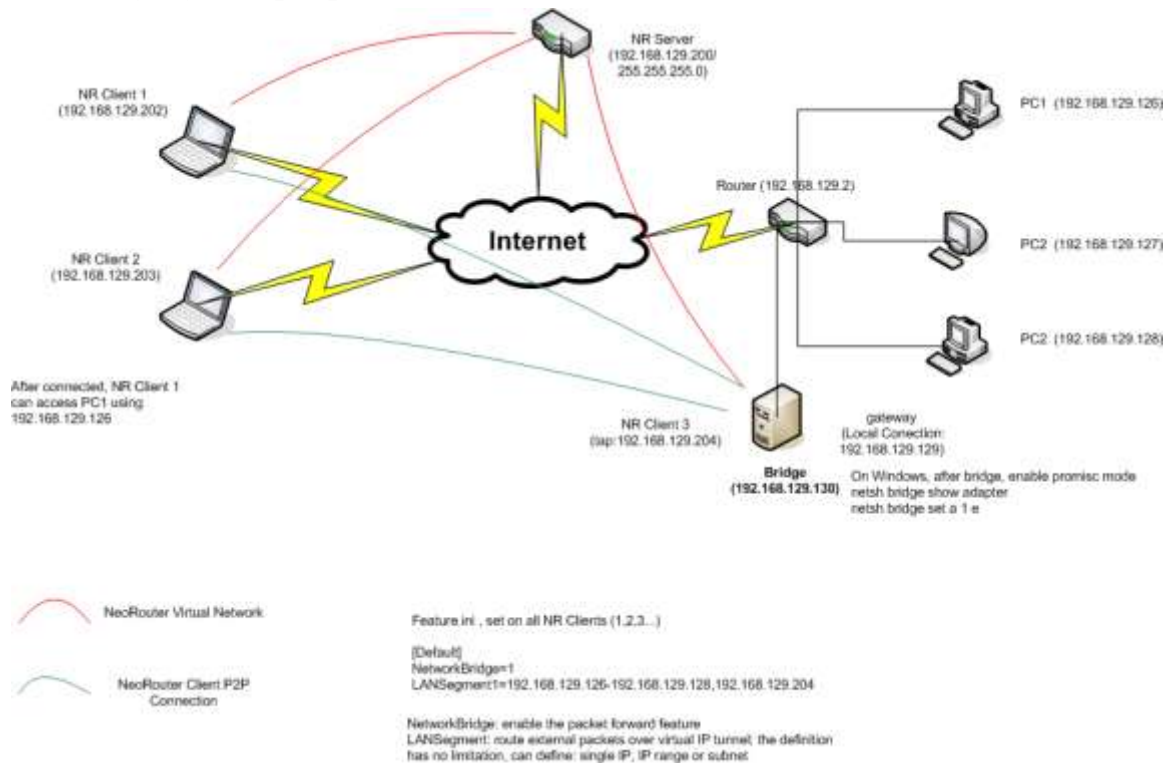 NR Server
(192.168.129.200/
255.255.255.0)
NR Client 1
(192.168.129.202)
PC1 (192.168.129.126)
Router (192.168.129.2)
Internet
PC2 (192.168.129.127)
NR Client 2
(192.168.129.203)
PC2 (192.168.129.128)
After connected, NR Client 1
can access PC1 using
192.168.129.126
NR Client 3
(tap:192.168.129.204)
gateway
(Local Conection:
192.168.129.129)
Bridge
(192.168.129.130)
On Windows, after bridge, enable promisc mode
netsh bridge show adapter
netsh bridge set a 1 e
NeoRouter Virtual Network
NeoRouter Client P2P
Connection
Feature.ini , set on all NR Clients (1,2,3...)
[Default]
NetworkBridge=1
LANSegment1=192.168.129.126-192.168.129.128,192.168.129.204
NetworkBridge: enable the packet forward feature
LANSegment: route external packets over virtual IP tunnel, the definition
has no limitation, can define: single IP, IP range or subnet